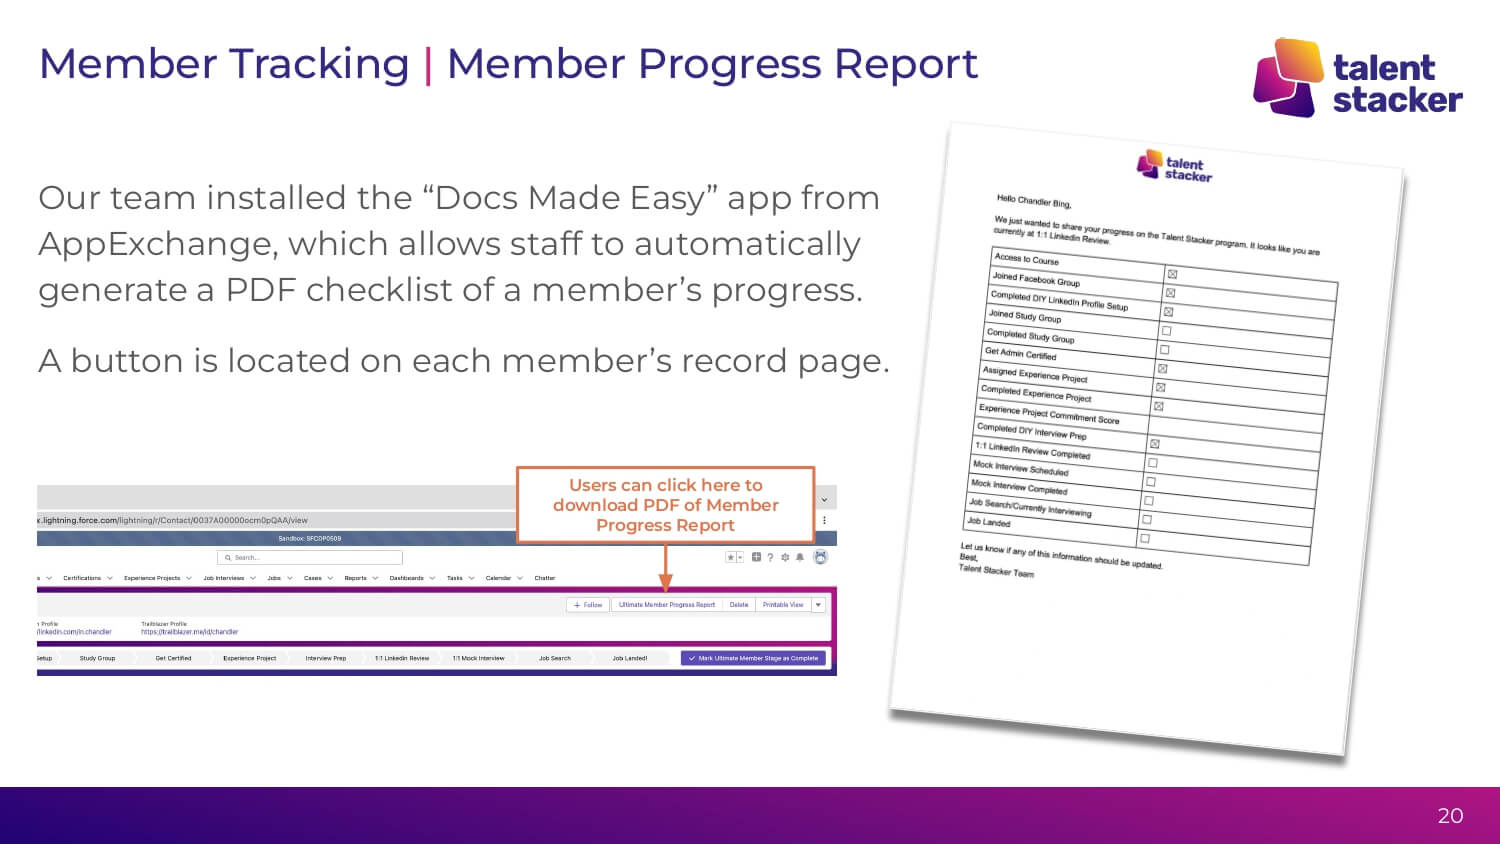 Member Tracking | Member Progress Report
talent
stacker
Our team installed the “Docs Made Easy” app from
AppExchange, which allows staff to automatically
generate a PDF checklist of a member’s progress.
A button is located on each member’s record page.
Users can click here to
download PDF of Member
Progress Report
x.lightning.force.com/lightning/r/Contact/0037A00000ocm0pQAA/view
Sandbox: SFCDP0509
Search...
s Certifications Experience Projects Job Interviews Jobs Cases Reports Dashboards Tasks Calendar Chatter
+ Follow Ultimate Member Progress Report Delete Printable View
n Profile Trailblazer Profile
/linkedin.com/in.chandler https://trailblazer.me/id/chandler
Setup Study Group Get Certified Experience Project Interview Prep 1:1 Linkedin Review 1:1 Mock Interview Job Search Job Landed! ✓ Mark Ultimate Member Stage as Complete
talent
stacker
Hello Chandler Bing,
We just wanted to share your progress on the Talent Stacker program. It looks like you are
currently at 1:1 Linkedin Review.
Access to Course ☒
Joined Facebook Group ☒
Completed DIY LinkedIn Profile Setup ☒
Joined Study Group ☐
Completed Study Group ☐
Get Admin Certified ☒
Assigned Experience Project ☒
Completed Experience Project ☒
Experience Project Commitment Score
Completed DIY Interview Prep ☒
1:1 LinkedIn Review Completed ☐
Mock Interview Scheduled ☐
Mock Interview Completed ☐
Job Search/Currently Interviewing ☐
Job Landed ☐
Let us know if any of this information should be updated.
Best,
Talent Stacker Team
20